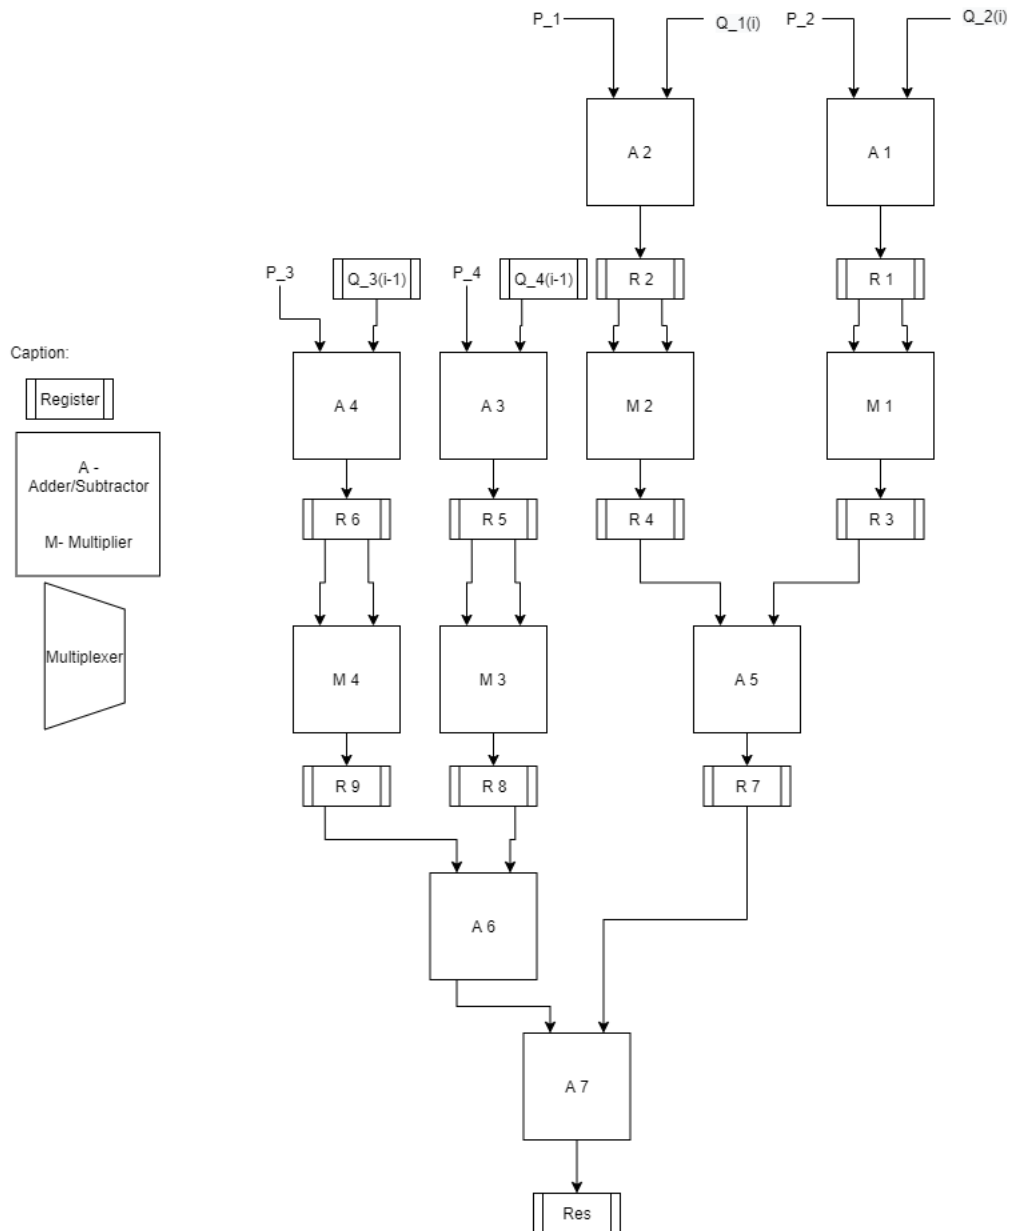 P_1
Q_1(i)
P_2
Q_2(i)
A 2
A 1
P_3
Q_3(i-1)
P_4
Q_4(i-1)
R 2
R 1
Caption:
Register
A 4
A 3
M 2
M 1
A -
Adder/Subtractor
M- Multiplier
R 6
R 5
R 4
R 3
Multiplexer
M 4
M 3
A 5
R 9
R 8
R 7
A 6
A 7
Res